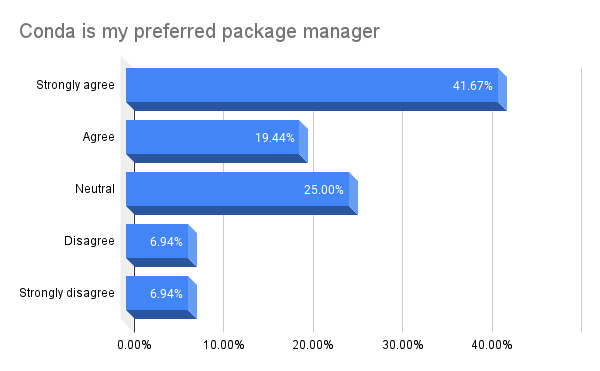 Conda is my preferred package manager
Strongly agree 41.67%
Agree 19.44%
Neutral 25.00%
Disagree 6.94%
Strongly disagree 6.94%
0.00% 10.00% 20.00% 30.00% 40.00%